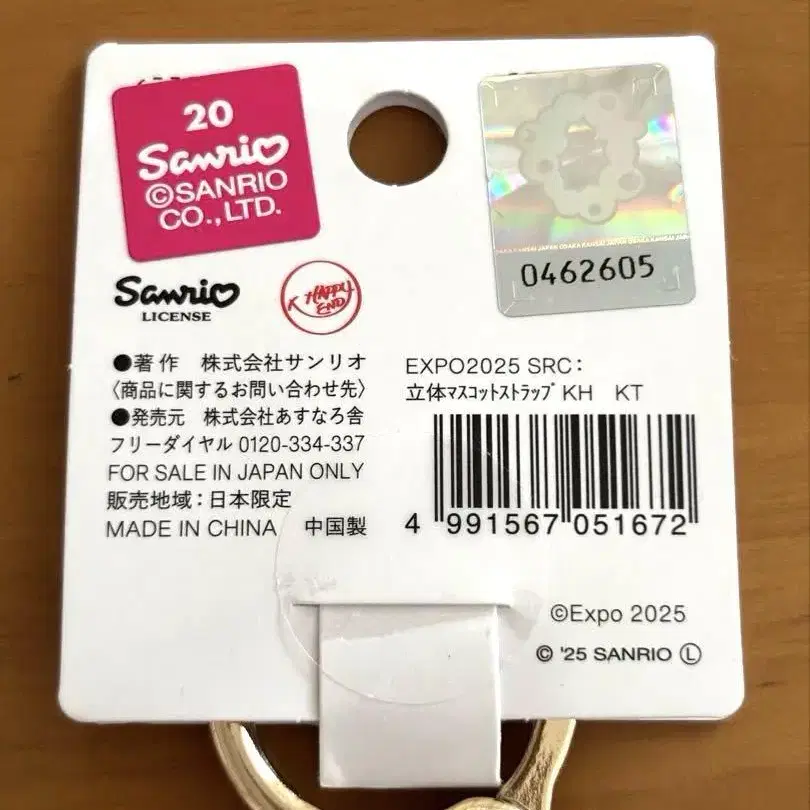 20
Sanrio
©SANRIO
CO.,LTD.
0462605
Sanrio
LICENSE
K HAPPY
END
●著作 株式会社サンリオ
〈商品に関するお問い合わせ先〉
●発売元 株式会社あすなろ舎
フリーダイヤル 0120-334-337
FOR SALE IN JAPAN ONLY
販売地域：日本限定
MADE IN CHINA 中国製
EXPO2025 SRC：
立体ﾏｽｺｯﾄｽﾄﾗｯﾌﾟKH KT
4 991567 051672
©Expo 2025
© '25 SANRIO Ⓛ